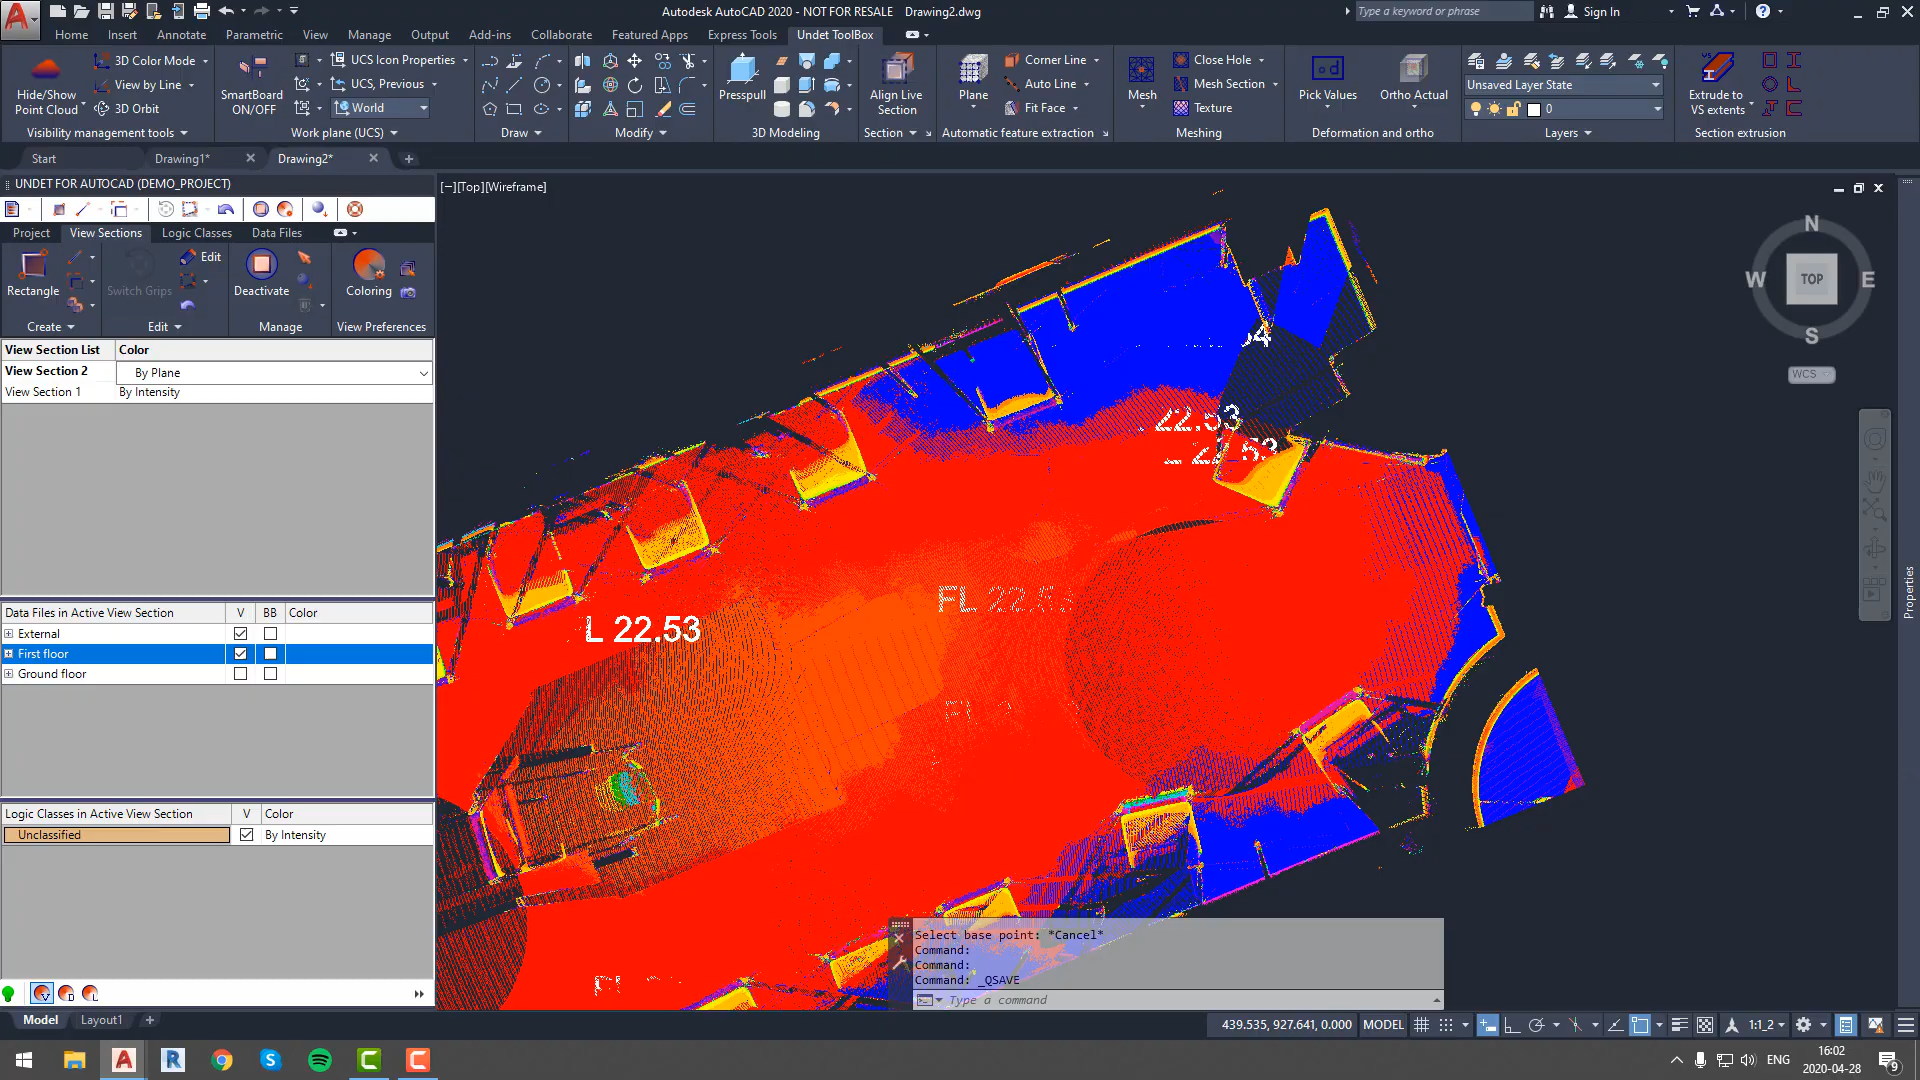 Autodesk AutoCAD 2020 - NOT FOR RESALE Drawing2.dwg
Type a keyword or phrase
Sign In
Home Insert Annotate Parametric View Manage Output Add-ins Collaborate Featured Apps Express Tools Undet ToolBox
3D Color Mode
View by Line
3D Orbit
Hide/Show
Point Cloud
Visibility management tools
SmartBoard
ON/OFF
UCS Icon Properties
UCS, Previous
World
Work plane (UCS)
Draw
Modify
Presspull
3D Modeling
Align Live
Section
Section
Plane
Corner Line
Auto Line
Fit Face
Automatic feature extraction
Mesh
Close Hole
Mesh Section
Texture
Meshing
Pick Values
Ortho Actual
Deformation and ortho
Unsaved Layer State
0
Layers
Extrude to
VS extents
Section extrusion
Start Drawing1* Drawing2*
UNDET FOR AUTOCAD (DEMO_PROJECT)
[−][Top][Wireframe]
Project View Sections Logic Classes Data Files
Rectangle
Create
Switch Grips
Edit
Edit
Deactivate
Manage
Coloring
View Preferences
View Section List Color
View Section 2 By Plane
View Section 1 By Intensity
Data Files in Active View Section V BB Color
External
First floor
Ground floor
Logic Classes in Active View Section V Color
Unclassified By Intensity
N
W TOP E
S
WCS
22.53
22.53
FL 22.53
L 22.53
Properties
Select base point: *Cancel*
Command:
Command:
Command: _QSAVE
Type a command
Model Layout1
439.535, 927.641, 0.000 MODEL
1:1_2
ENG
16:02
2020-04-28
9